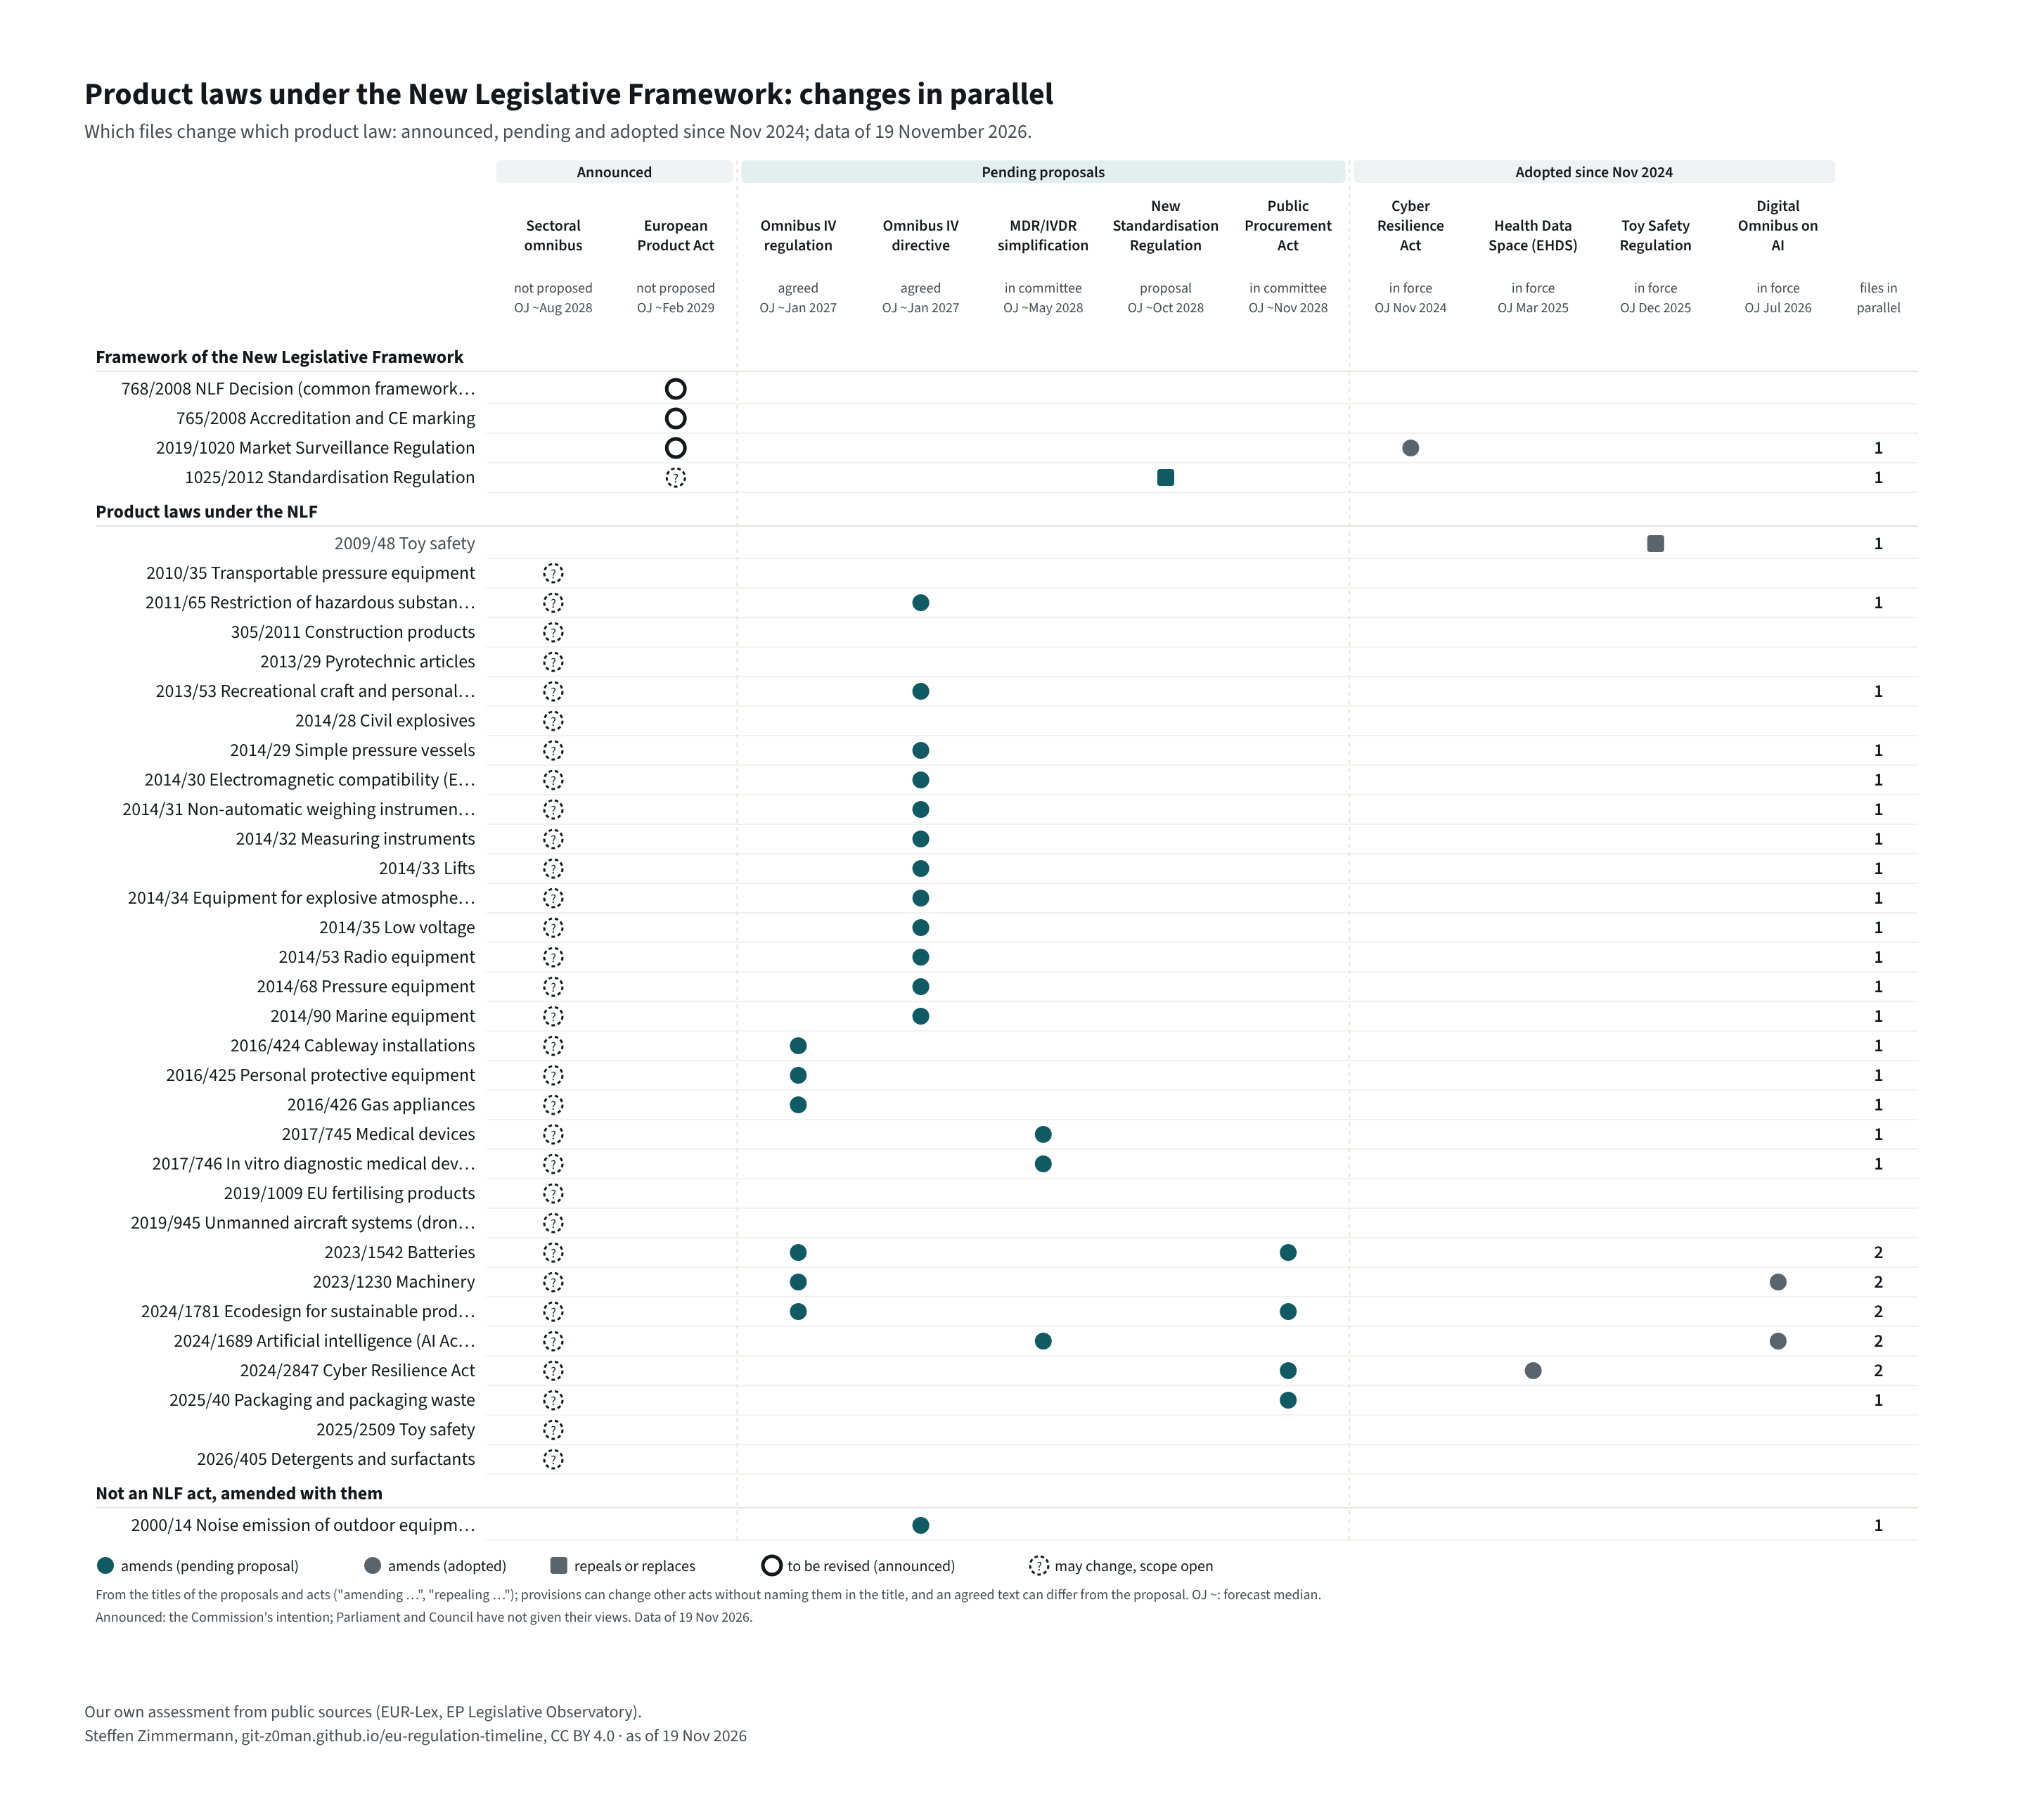 Product laws under the New Legislative Framework: changes in parallel
Which files change which product law: announced, pending and adopted since Nov 2024; data of 19 November 2026.
Announced
Pending proposals
Adopted since Nov 2024
Sectoral omnibus
European Product Act
Omnibus IV regulation
Omnibus IV directive
MDR/IVDR simplification
New Standardisation Regulation
Public Procurement Act
Cyber Resilience Act
Health Data Space (EHDS)
Toy Safety Regulation
Digital Omnibus on AI
not proposed OJ ~Aug 2028
not proposed OJ ~Feb 2029
agreed OJ ~Jan 2027
agreed OJ ~Jan 2027
in committee OJ ~May 2028
proposal OJ ~Oct 2028
in committee OJ ~Nov 2028
in force OJ Nov 2024
in force OJ Mar 2025
in force OJ Dec 2025
in force OJ Jul 2026
files in parallel
Framework of the New Legislative Framework
768/2008 NLF Decision (common framework…
765/2008 Accreditation and CE marking
2019/1020 Market Surveillance Regulation 1
1025/2012 Standardisation Regulation ? 1
Product laws under the NLF
2009/48 Toy safety 1
2010/35 Transportable pressure equipment ?
2011/65 Restriction of hazardous substan… ? 1
305/2011 Construction products ?
2013/29 Pyrotechnic articles ?
2013/53 Recreational craft and personal… ? 1
2014/28 Civil explosives ?
2014/29 Simple pressure vessels ? 1
2014/30 Electromagnetic compatibility (E… ? 1
2014/31 Non-automatic weighing instrumen… ? 1
2014/32 Measuring instruments ? 1
2014/33 Lifts ? 1
2014/34 Equipment for explosive atmosphe… ? 1
2014/35 Low voltage ? 1
2014/53 Radio equipment ? 1
2014/68 Pressure equipment ? 1
2014/90 Marine equipment ? 1
2016/424 Cableway installations ? 1
2016/425 Personal protective equipment ? 1
2016/426 Gas appliances ? 1
2017/745 Medical devices ? 1
2017/746 In vitro diagnostic medical dev… ? 1
2019/1009 EU fertilising products ?
2019/945 Unmanned aircraft systems (dron… ?
2023/1542 Batteries ? 2
2023/1230 Machinery ? 2
2024/1781 Ecodesign for sustainable prod… ? 2
2024/1689 Artificial intelligence (AI Ac… ? 2
2024/2847 Cyber Resilience Act ? 2
2025/40 Packaging and packaging waste ? 1
2025/2509 Toy safety ?
2026/405 Detergents and surfactants ?
Not an NLF act, amended with them
2000/14 Noise emission of outdoor equipm… 1
amends (pending proposal)
amends (adopted)
repeals or replaces
to be revised (announced)
? may change, scope open
From the titles of the proposals and acts ("amending …", "repealing …"); provisions can change other acts without naming them in the title, and an agreed text can differ from the proposal. OJ ~: forecast median.
Announced: the Commission's intention; Parliament and Council have not given their views. Data of 19 Nov 2026.
Our own assessment from public sources (EUR-Lex, EP Legislative Observatory).
Steffen Zimmermann, git-z0man.github.io/eu-regulation-timeline, CC BY 4.0 · as of 19 Nov 2026